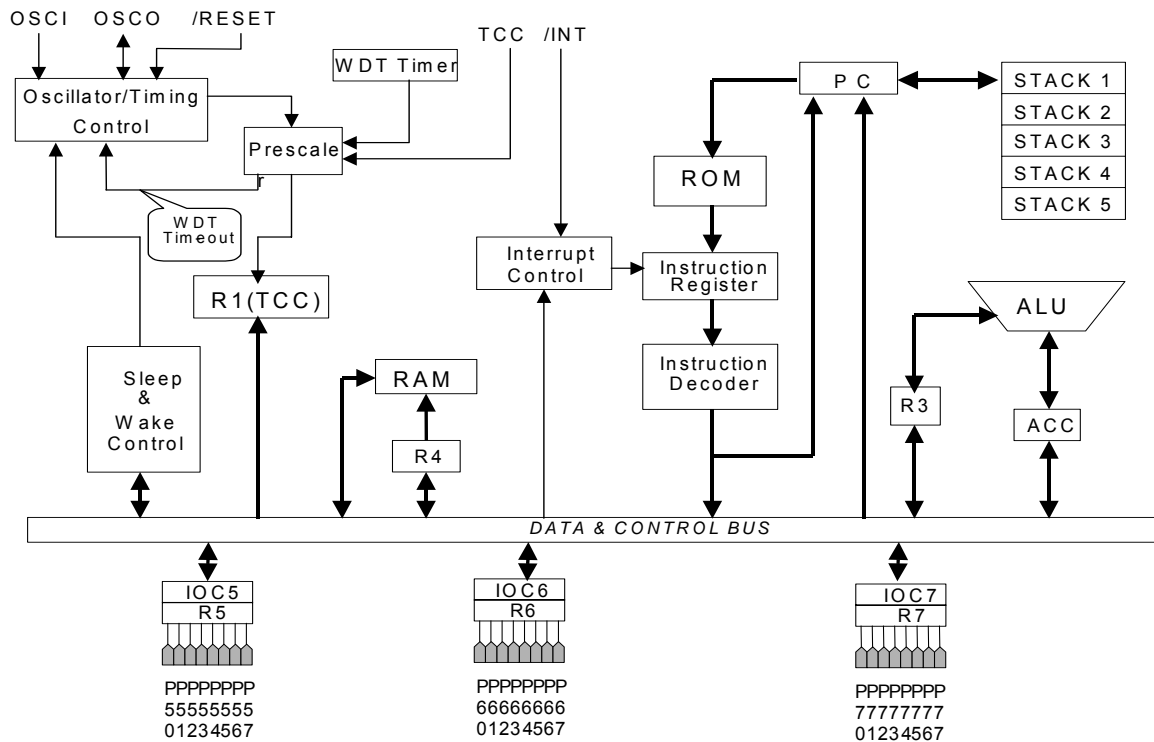 OSCI OSCO /RESET
TCC /INT
WDT Timer
PC
STACK 1
STACK 2
STACK 3
STACK 4
STACK 5
Oscillator/Timing
Control
Prescale
r
ROM
WDT
Timeout
Interrupt
Control
Instruction
Register
R1(TCC)
ALU
Sleep
&
Wake
Control
RAM
Instruction
Decoder
R3
ACC
R4
DATA & CONTROL BUS
IOC5
R5
IOC6
R6
IOC7
R7
PPPPPPPP
55555555
01234567
PPPPPPPP
66666666
01234567
PPPPPPPP
77777777
01234567